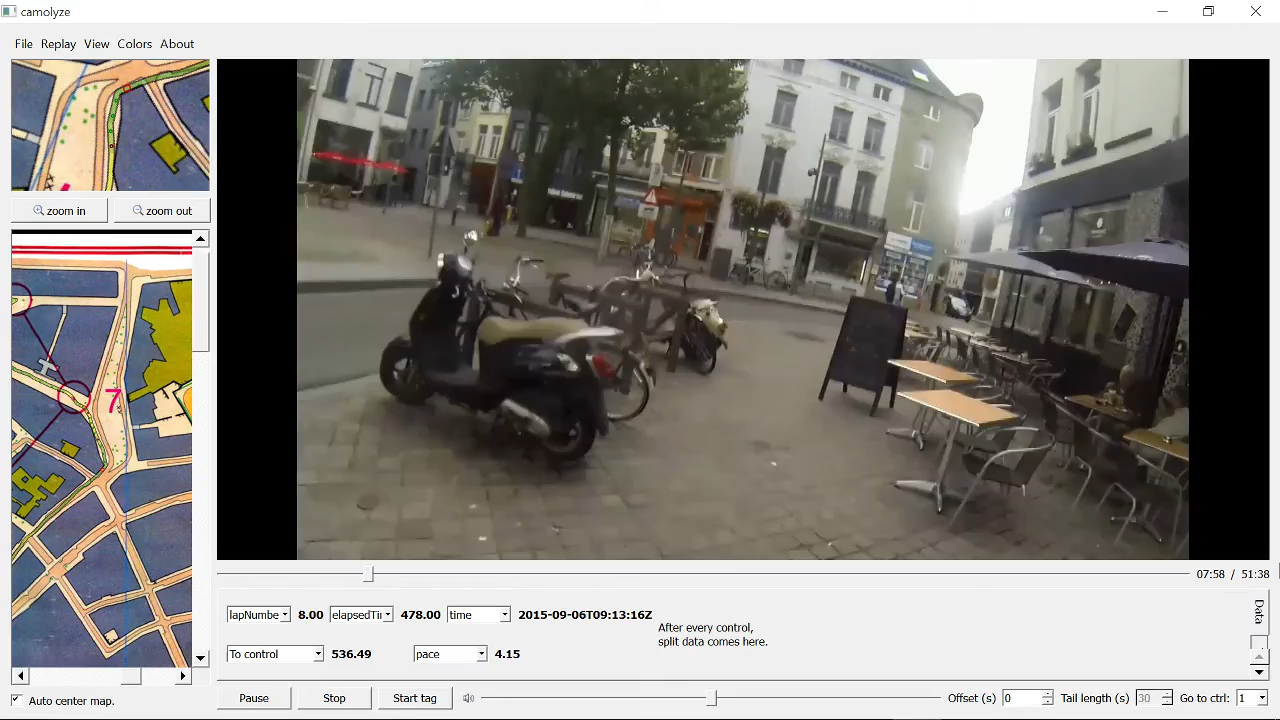 camolyze
File Replay View Colors About
zoom in zoom out
7
07:58 / 51:38
lapNumbe 8.00 elapsedTi 478.00 time 2015-09-06T09:13:16Z
After every control,
split data comes here.
To control 536.49 pace 4.15
Data
Auto center map.
Pause Stop Start tag Offset (s) 0 Tail length (s) 30 Go to ctrl: 1